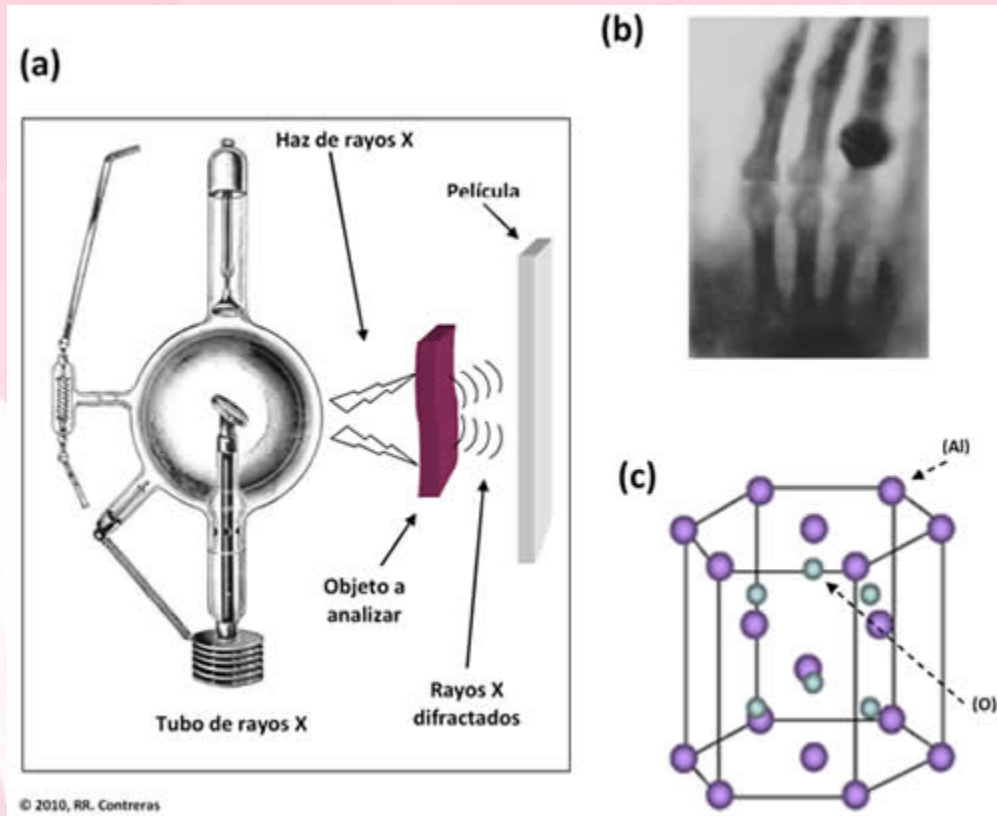 (a)
Haz de rayos X
Película
Objeto a
analizar
Rayos X
difractados
Tubo de rayos X
© 2010, RR. Contreras
(b)
(c)
(Al)
(O)